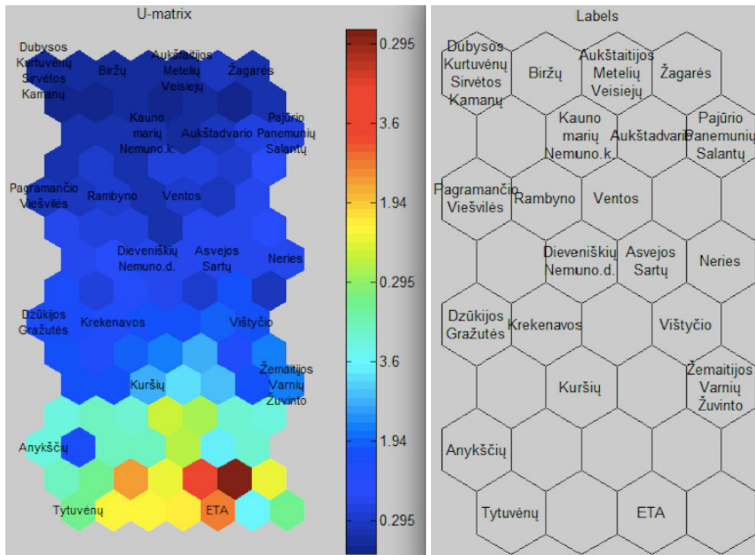 U-matrix
Dubysos
Kurtuvėnų
Sirvėtos
Kamanų
Biržų
Aukštaitijos
Metelių
Veisiejų
Žagarės
Kauno
marių
Nemuno.k.
Aukštadvario
Pajūrio
Panemunių
Salantų
Pagramančio
Viešvilės
Rambyno
Ventos
Dieveniškių
Nemuno.d.
Asvejos
Sartų
Neries
Dzūkijos
Gražutės
Krekenavos
Vištyčio
Kuršių
Žemaitijos
Varnių
Žuvinto
Anykščių
Tytuvėnų
ETA
0.295
3.6
1.94
0.295
3.6
1.94
0.295
Labels
Dubysos
Kurtuvėnų
Sirvėtos
Kamanų
Biržų
Aukštaitijos
Metelių
Veisiejų
Žagarės
Kauno
marių
Nemuno.k.
Aukštadvario
Pajūrio
Panemunių
Salantų
Pagramančio
Viešvilės
Rambyno
Ventos
Dieveniškių
Nemuno.d.
Asvejos
Sartų
Neries
Dzūkijos
Gražutės
Krekenavos
Vištyčio
Kuršių
Žemaitijos
Varnių
Žuvinto
Anykščių
Tytuvėnų
ETA